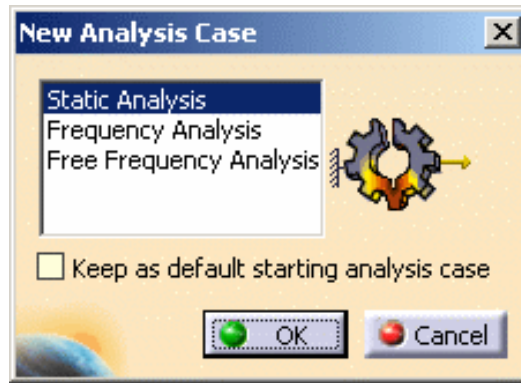 New Analysis Case
Static Analysis
Frequency Analysis
Free Frequency Analysis
Keep as default starting analysis case
OK
Cancel